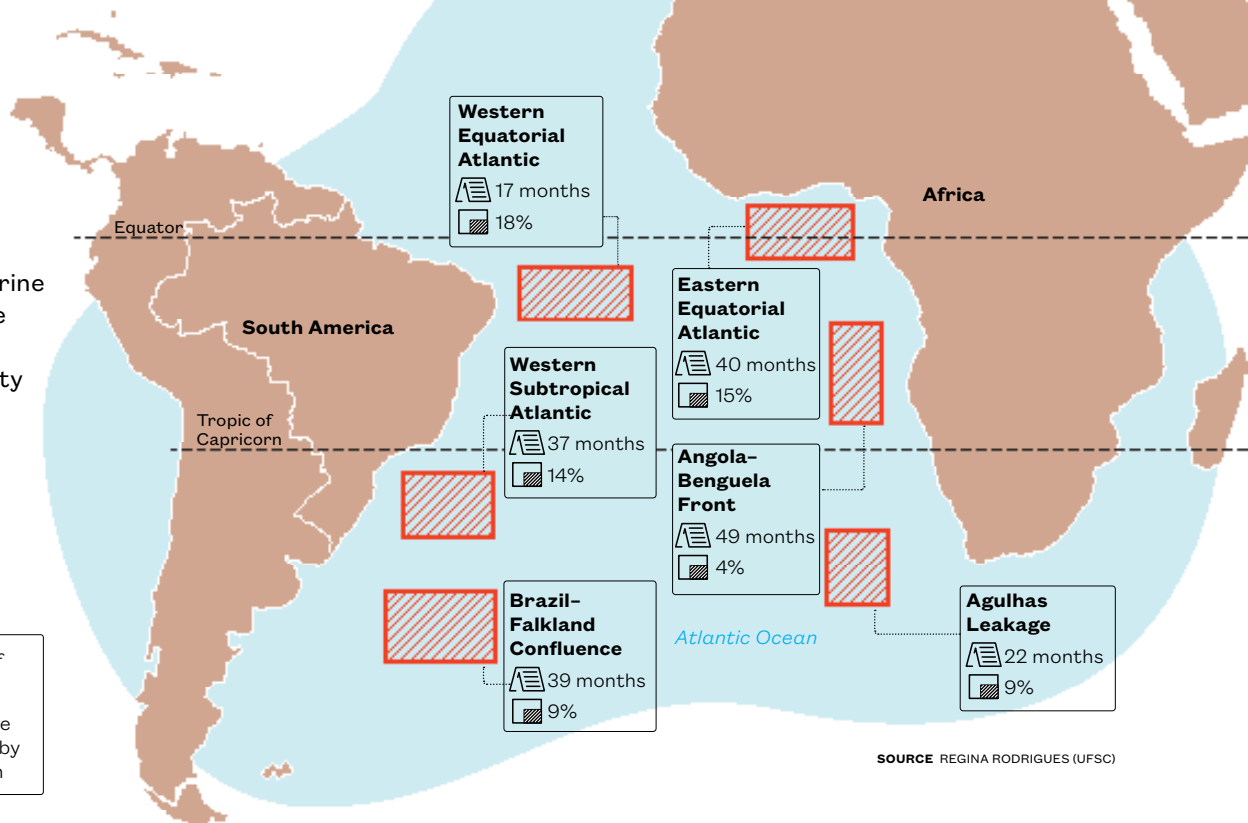 Western
Equatorial
Atlantic
17 months
18%
Africa
Equator
Eastern
Equatorial
Atlantic
40 months
15%
South America
Western
Subtropical
Atlantic
37 months
14%
Tropic of
Capricorn
Angola–
Benguela
Front
49 months
4%
Brazil–
Falkland
Confluence
39 months
9%
Atlantic Ocean
Agulhas
Leakage
22 months
9%
by
SOURCE REGINA RODRIGUES (UFSC)